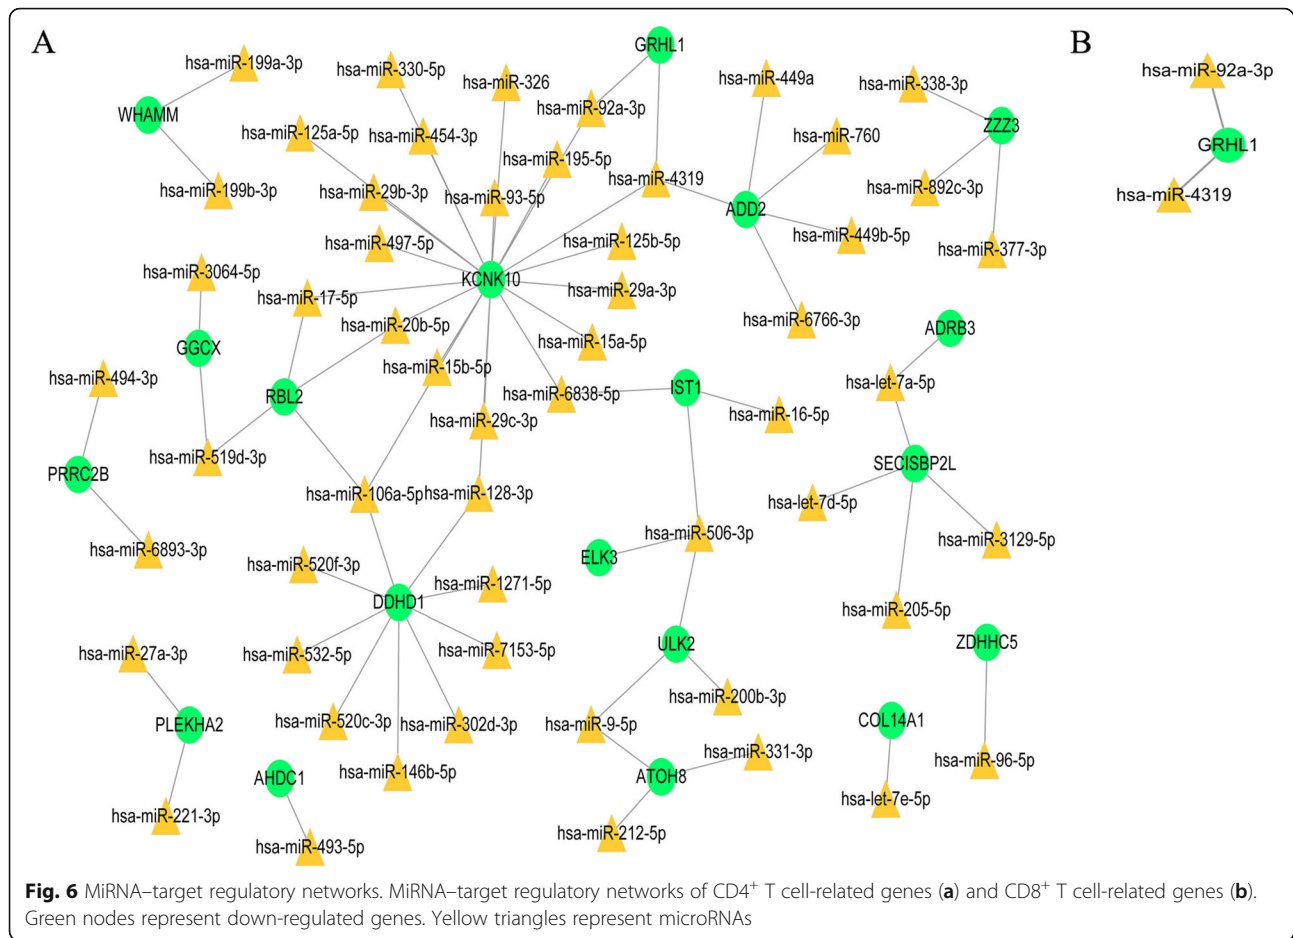 A
B
GRHL1
hsa-miR-199a-3p
hsa-miR-330-5p
hsa-miR-326
hsa-miR-449a
hsa-miR-338-3p
hsa-miR-92a-3p
hsa-miR-92a-3p
WHAMM
hsa-miR-125a-5p
hsa-miR-454-3p
hsa-miR-760
ZZZ3
GRHL1
hsa-miR-195-5p
hsa-miR-199b-3p
hsa-miR-29b-3p
hsa-miR-93-5p
hsa-miR-4319
hsa-miR-892c-3p
hsa-miR-4319
ADD2
hsa-miR-497-5p
hsa-miR-125b-5p
hsa-miR-449b-5p
hsa-miR-377-3p
hsa-miR-3064-5p
KCNK10
hsa-miR-17-5p
hsa-miR-29a-3p
hsa-miR-20b-5p
hsa-miR-6766-3p
ADRB3
GGCX
hsa-miR-15a-5p
hsa-miR-494-3p
hsa-miR-15b-5p
hsa-let-7a-5p
RBL2
hsa-miR-6838-5p
IST1
hsa-miR-29c-3p
hsa-miR-16-5p
hsa-miR-519d-3p
SECISBP2L
PRRC2B
hsa-miR-106a-5p
hsa-miR-128-3p
hsa-let-7d-5p
hsa-miR-506-3p
hsa-miR-3129-5p
hsa-miR-6893-3p
ELK3
hsa-miR-520f-3p
hsa-miR-1271-5p
DDHD1
hsa-miR-205-5p
hsa-miR-27a-3p
hsa-miR-532-5p
hsa-miR-7153-5p
ULK2
ZDHHC5
hsa-miR-200b-3p
PLEKHA2
hsa-miR-520c-3p
hsa-miR-302d-3p
hsa-miR-9-5p
COL14A1
hsa-miR-331-3p
hsa-miR-96-5p
AHDC1
hsa-miR-146b-5p
ATOH8
hsa-let-7e-5p
hsa-miR-221-3p
hsa-miR-212-5p
hsa-miR-493-5p
Fig. 6 MiRNA–target regulatory networks. MiRNA–target regulatory networks of CD4+ T cell-related genes (a) and CD8+ T cell-related genes (b).
Green nodes represent down-regulated genes. Yellow triangles represent microRNAs